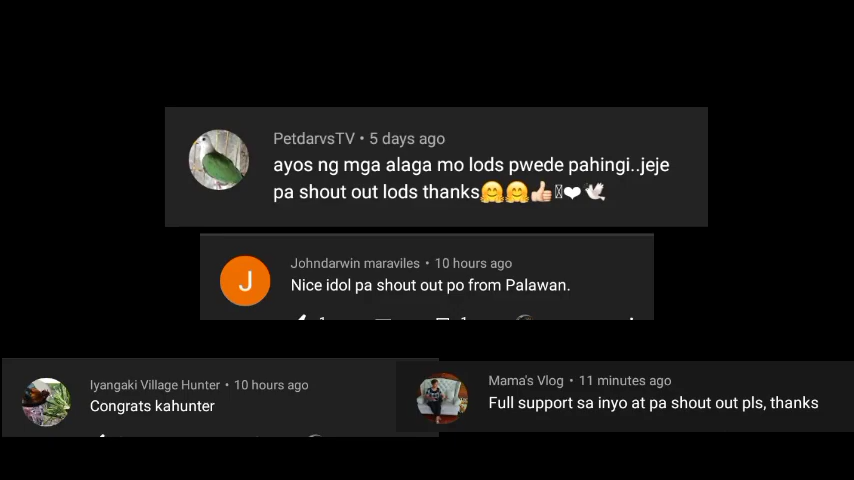 PetdarvsTV • 5 days ago
ayos ng mga alaga mo lods pwede pahingi..jeje
pa shout out lods thanks🤗🤗👍🏻❤🕊
J
Johndarwin maraviles • 10 hours ago
Nice idol pa shout out po from Palawan.
Iyangaki Village Hunter • 10 hours ago
Congrats kahunter
Mama's Vlog • 11 minutes ago
Full support sa inyo at pa shout out pls, thanks